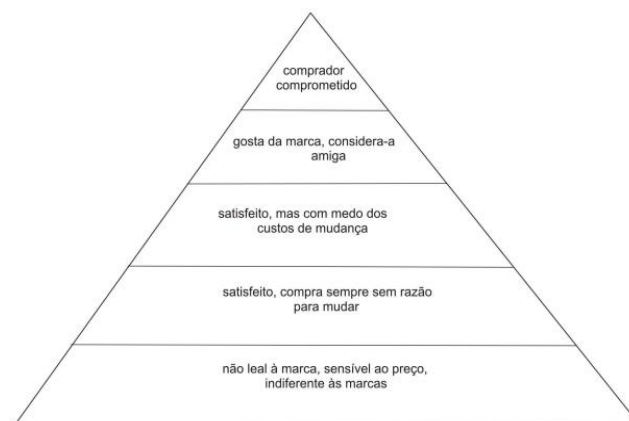 comprador
comprometido
gosta da marca, considera-a
amiga
satisfeito, mas com medo dos
custos de mudança
satisfeito, compra sempre sem razão
para mudar
não leal à marca, sensível ao preço,
indiferente às marcas